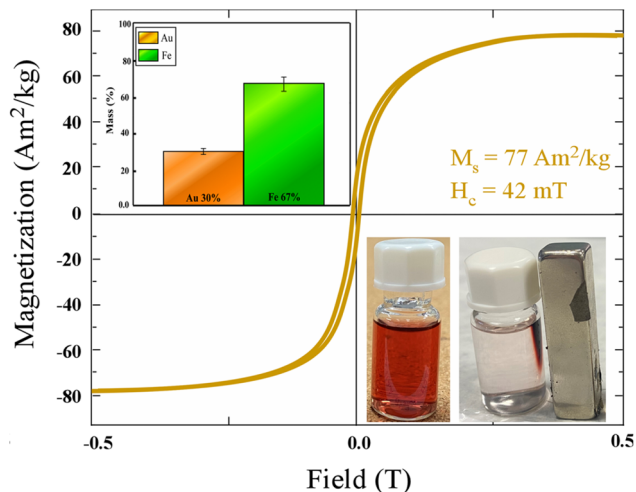 Magnetization (Am²/kg)
80
60
40
20
0
-20
-40
-60
-80
-0.5
0.0
0.5
Field (T)
Mₛ = 77 Am²/kg
H꜀ = 42 mT
Mass (%)
100
80
60
40
20
0.0
Au
Fe
Au 30%
Fe 67%